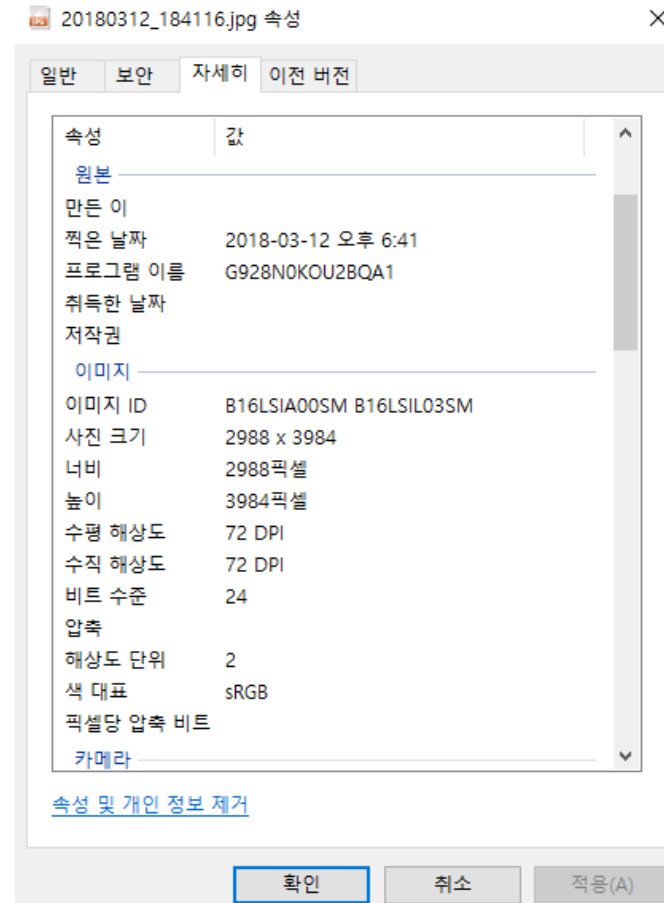 20180312_184116.jpg 속성
일반 보안 자세히 이전 버전
속성 값
원본
만든 이
찍은 날짜 2018-03-12 오후 6:41
프로그램 이름 G928N0KOU2BQA1
취득한 날짜
저작권
이미지
이미지 ID B16LSIA00SM B16LSIL03SM
사진 크기 2988 x 3984
너비 2988픽셀
높이 3984픽셀
수평 해상도 72 DPI
수직 해상도 72 DPI
비트 수준 24
압축
해상도 단위 2
색 대표 sRGB
픽셀당 압축 비트
카메라
속성 및 개인 정보 제거
확인 취소 적용(A)